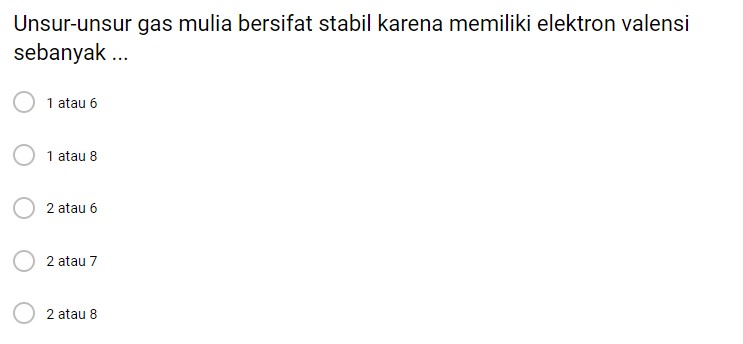 Unsur-unsur gas mulia bersifat stabil karena memiliki elektron valensi
sebanyak ...
1 atau 6
1 atau 8
2 atau 6
2 atau 7
2 atau 8